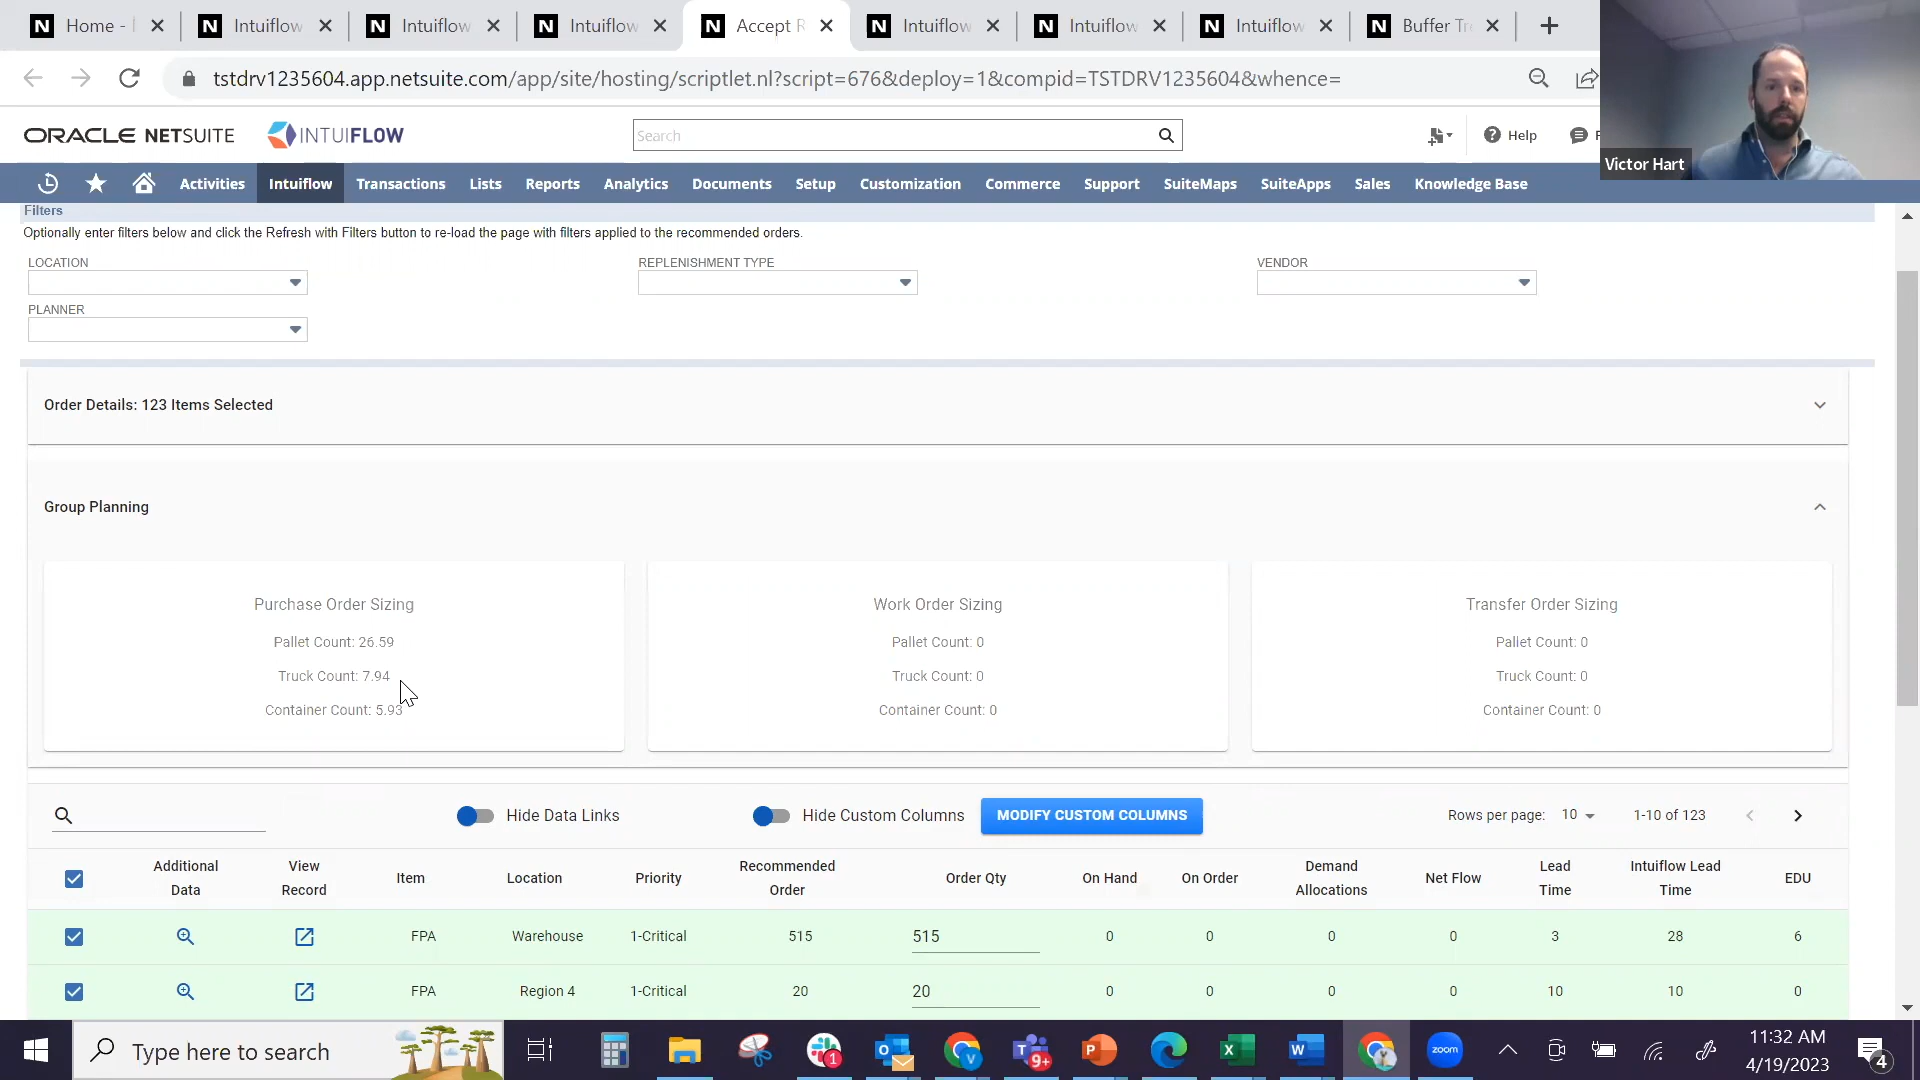 Home -
Intuiflow
Intuiflow
Intuiflow
Accept R
Intuiflow
Intuiflow
Intuiflow
Buffer Tr
tstdrv1235604.app.netsuite.com/app/site/hosting/scriptlet.nl?script=676&deploy=1&compid=TSTDRV1235604&whence=
ORACLE NETSUITE
INTUIFLOW
Search
Help
Victor Hart
Activities Intuiflow Transactions Lists Reports Analytics Documents Setup Customization Commerce Support SuiteMaps SuiteApps Sales Knowledge Base
Filters
Optionally enter filters below and click the Refresh with Filters button to re-load the page with filters applied to the recommended orders.
LOCATION
REPLENISHMENT TYPE
VENDOR
PLANNER
Order Details: 123 Items Selected
Group Planning
Purchase Order Sizing
Pallet Count: 26.59
Truck Count: 7.94
Container Count: 5.93
Work Order Sizing
Pallet Count: 0
Truck Count: 0
Container Count: 0
Transfer Order Sizing
Pallet Count: 0
Truck Count: 0
Container Count: 0
Hide Data Links
Hide Custom Columns
MODIFY CUSTOM COLUMNS
Rows per page: 10
1-10 of 123
Additional Data
View Record
Item
Location
Priority
Recommended Order
Order Qty
On Hand
On Order
Demand Allocations
Net Flow
Lead Time
Intuiflow Lead Time
EDU
FPA Warehouse 1-Critical 515 515 0 0 0 0 3 28 6
FPA Region 4 1-Critical 20 20 0 0 0 0 10 10 0
Type here to search
1
9+
zoom
11:32 AM
4/19/2023
4